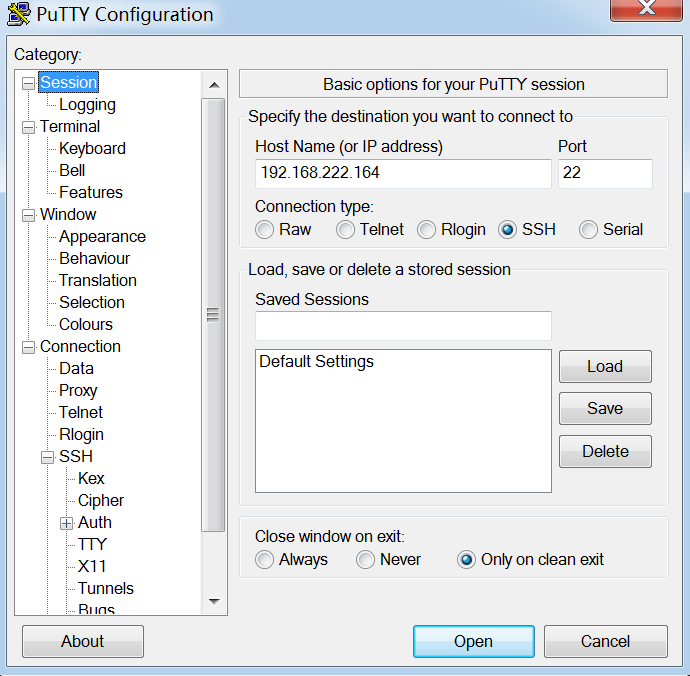 PuTTY Configuration
Category:
Session
Logging
Terminal
Keyboard
Bell
Features
Window
Appearance
Behaviour
Translation
Selection
Colours
Connection
Data
Proxy
Telnet
Rlogin
SSH
Kex
Cipher
Auth
TTY
X11
Tunnels
Bugs
Basic options for your PuTTY session
Specify the destination you want to connect to
Host Name (or IP address) Port
192.168.222.164 22
Connection type:
Raw Telnet Rlogin SSH Serial
Load, save or delete a stored session
Saved Sessions
Default Settings
Load
Save
Delete
Close window on exit:
Always Never Only on clean exit
About Open Cancel